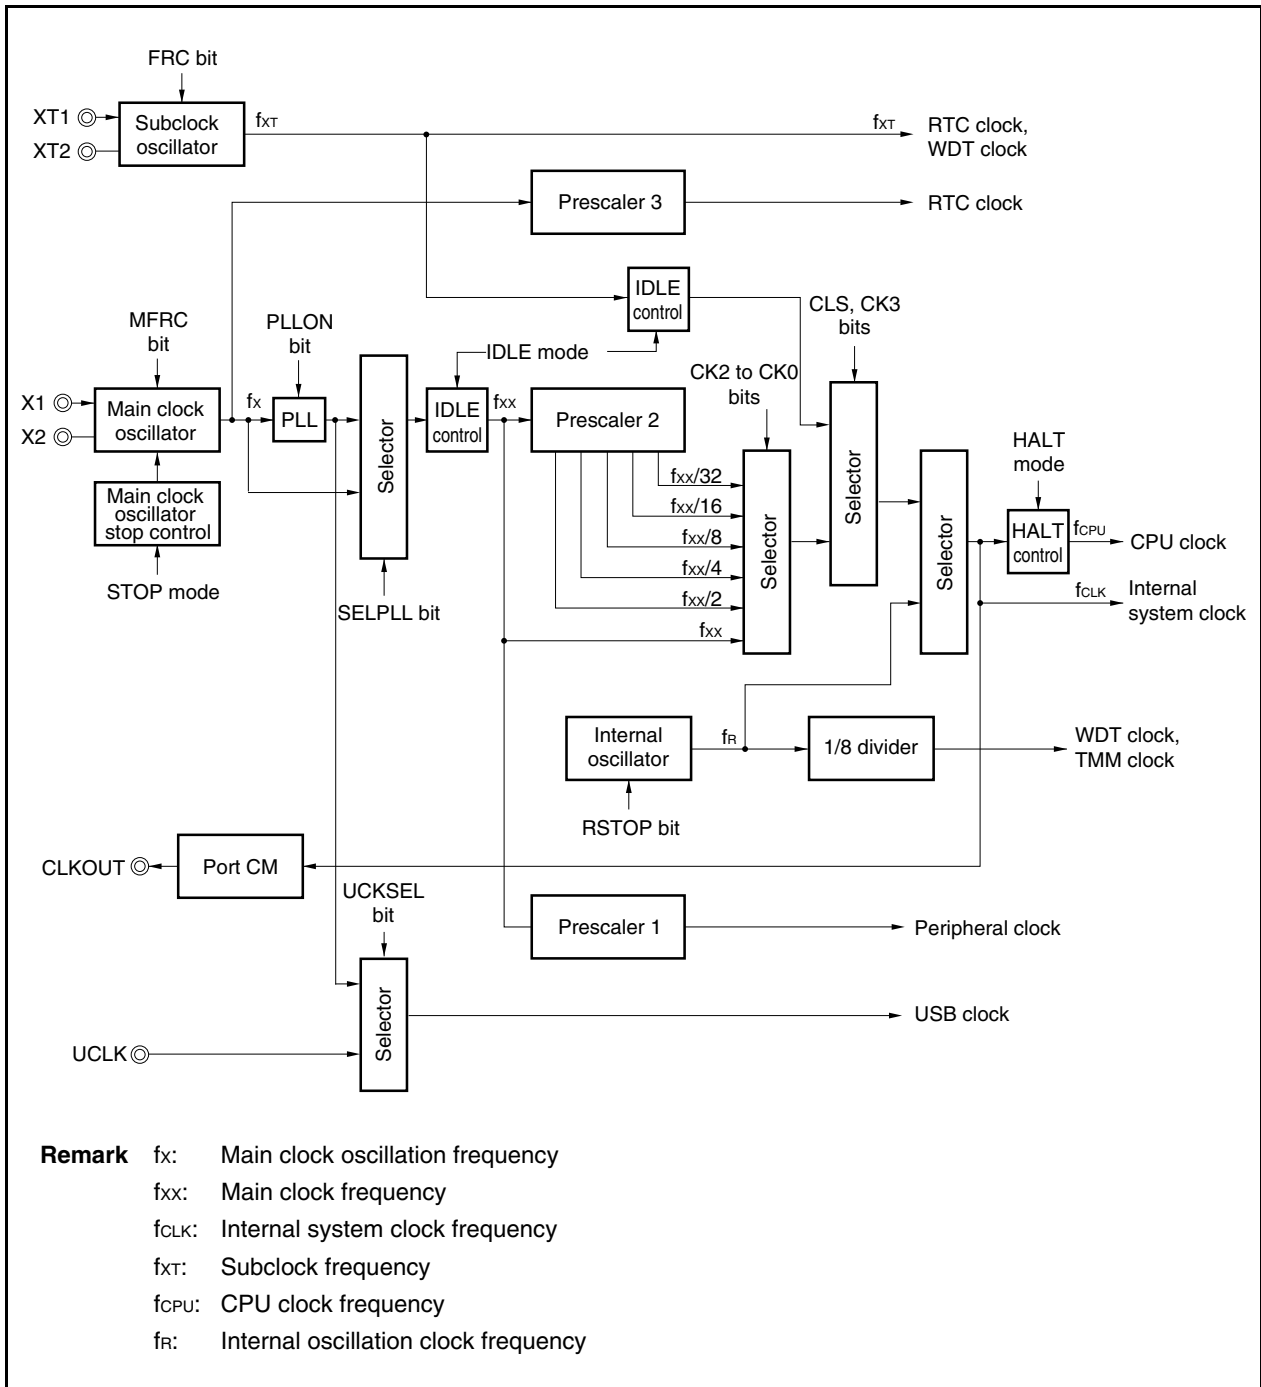 FRC bit
XT1
XT2
Subclock
oscillator
fXT
fXT
RTC clock,
WDT clock
Prescaler 3
RTC clock
IDLE
control
CLS, CK3
bits
MFRC
bit
PLLON
bit
IDLE mode
CK2 to CK0
bits
X1
X2
Main clock
oscillator
fX
PLL
Selector
IDLE
control
fXX
Prescaler 2
HALT
mode
Main clock
oscillator
stop control
STOP mode
SELPLL bit
fXX/32
fXX/16
fXX/8
fXX/4
fXX/2
fXX
Selector
Selector
Selector
HALT
control
fCPU
CPU clock
fCLK
Internal
system clock
Internal
oscillator
fR
1/8 divider
WDT clock,
TMM clock
RSTOP bit
CLKOUT
Port CM
UCKSEL
bit
Prescaler 1
Peripheral clock
Selector
USB clock
UCLK
Remark fX: Main clock oscillation frequency
fXX: Main clock frequency
fCLK: Internal system clock frequency
fXT: Subclock frequency
fCPU: CPU clock frequency
fR: Internal oscillation clock frequency